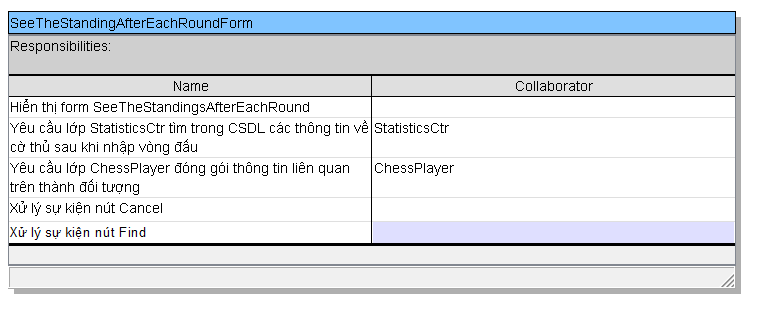 SeeTheStandingAfterEachRoundForm
Responsibilities:
Name Collaborator
Hiển thị form SeeTheStandingsAfterEachRound
Yêu cầu lớp StatisticsCtr tìm trong CSDL các thông tin về StatisticsCtr
cờ thủ sau khi nhập vòng đấu
Yêu cầu lớp ChessPlayer đóng gói thông tin liên quan ChessPlayer
trên thành đối tượng
Xử lý sự kiện nút Cancel
Xử lý sự kiện nút Find